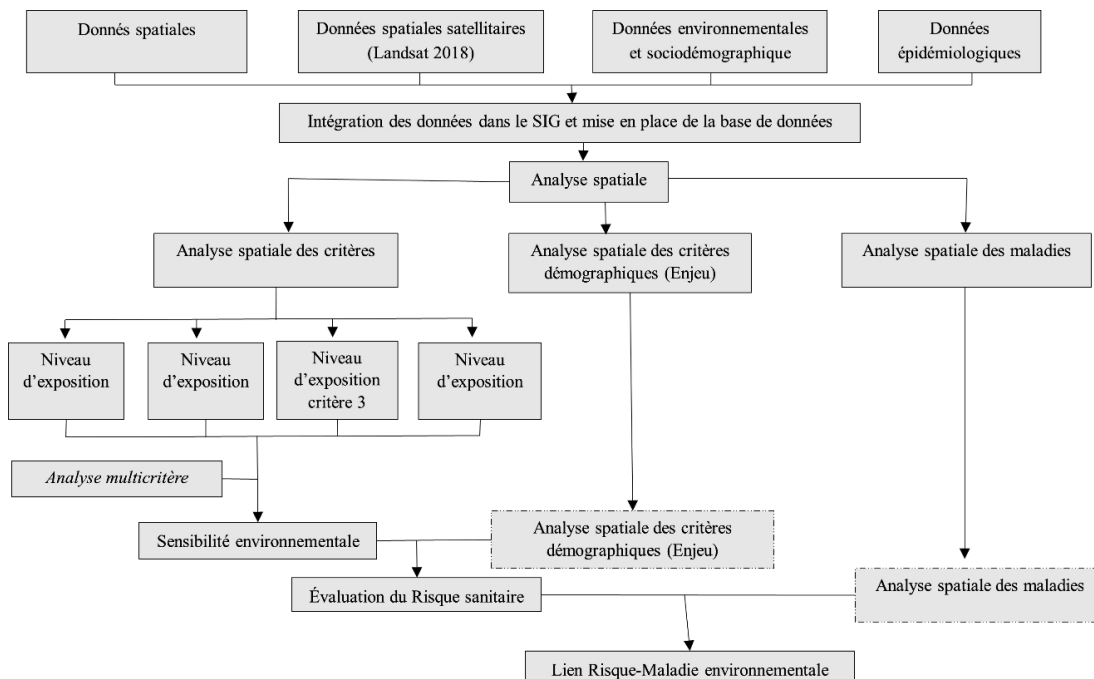 Donnés spatiales
Données spatiales satellitaires
(Landsat 2018)
Données environnementales
et sociodémographique
Données
épidémiologiques
Intégration des données dans le SIG et mise en place de la base de données
Analyse spatiale
Analyse spatiale des critères
Analyse spatiale des critères
démographiques (Enjeu)
Analyse spatiale des maladies
Niveau
d’exposition
Niveau
d’exposition
Niveau
d’exposition
critère 3
Niveau
d’exposition
Analyse multicritère
Sensibilité environnementale
Analyse spatiale des critères
démographiques (Enjeu)
Évaluation du Risque sanitaire
Analyse spatiale des maladies
Lien Risque-Maladie environnementale